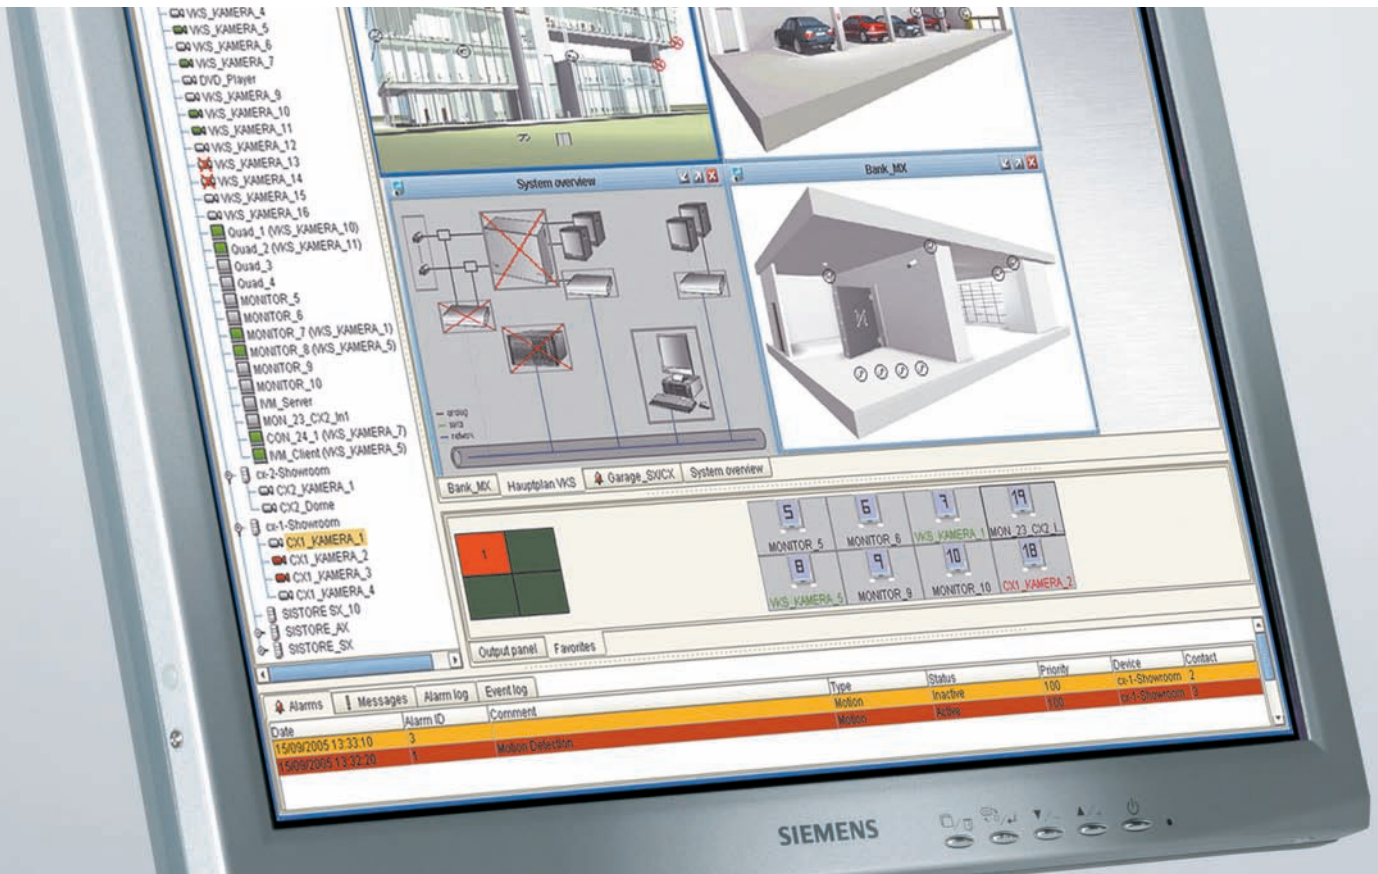 VKS_KAMERA_4
VKS_KAMERA_5
VKS_KAMERA_6
VKS_KAMERA_7
DVD_Player
VKS_KAMERA_9
VKS_KAMERA_10
VKS_KAMERA_11
VKS_KAMERA_12
VKS_KAMERA_13
VKS_KAMERA_14
VKS_KAMERA_15
VKS_KAMERA_16
Quad_1 (VKS_KAMERA_10)
Quad_2 (VKS_KAMERA_11)
Quad_3
Quad_4
MONITOR_5
MONITOR_6
MONITOR_7 (VKS_KAMERA_1)
MONITOR_8 (VKS_KAMERA_5)
MONITOR_9
MONITOR_10
IVM_Server
MON_23_CX2_In1
CON_24_1 (VKS_KAMERA_7)
IVM_Client (VKS_KAMERA_5)
cx-2-Showroom
CX2_KAMERA_1
CX2_Dome
cx-1-Showroom
CX1_KAMERA_1
CX1_KAMERA_2
CX1_KAMERA_3
CX1_KAMERA_4
SISTORE SX_10
SISTORE_AX
SISTORE_SX
System overview
Bank_MX
analog
data
network
Bank_MX Hauptplan VKS Garage_SX/CX System overview
1
5 6 7 19
MONITOR_5 MONITOR_6 VKS_KAMERA_1 MON_23_CX2_I...
8 9 10 18
VKS_KAMERA_5 MONITOR_9 MONITOR_10 CX1_KAMERA_2
Output panel Favorites
Alarms Messages Alarm log Event log
Date Alarm ID Comment Type Status Priority Device Contact
15/09/2005 13:33:10 3 Motion Inactive 100 cx-1-Showroom 2
15/09/2005 13:32:20 1 Motion Detection Motion Active 100 cx-1-Showroom 3
SIEMENS